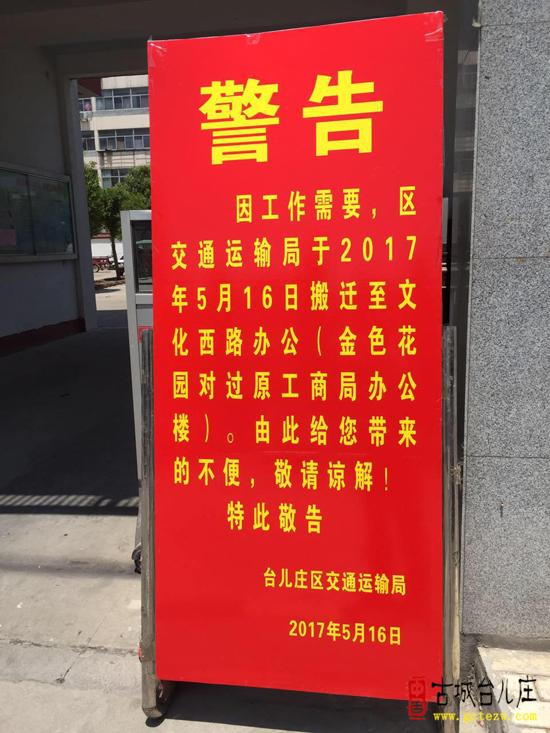 警告
因工作需要，区
交通运输局于2017
年5月16日搬迁至文
化西路办公（金色花
园对过原工商局办公
楼）。由此给您带来
的不便，敬请谅解！
特此敬告
台儿庄区交通运输局
2017年5月16日
古城台儿庄
www.gctezw.com